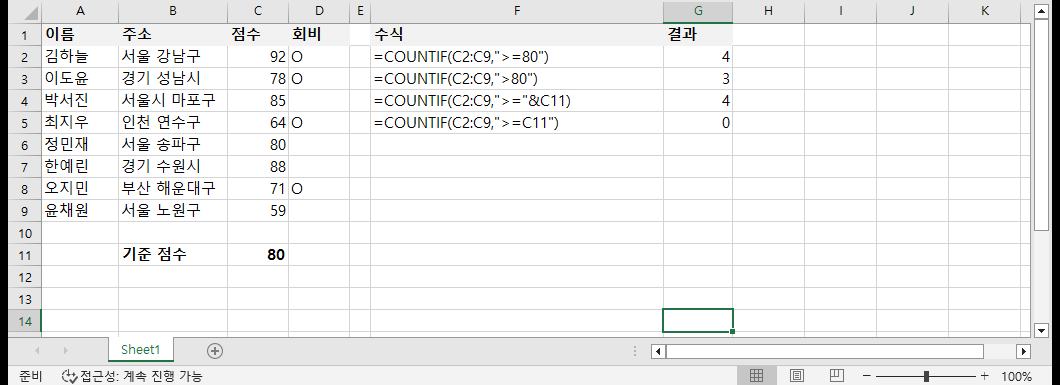 A B C D E F G H I J K
1 이름 주소 점수 회비 수식 결과
2 김하늘 서울 강남구 92 O =COUNTIF(C2:C9,">=80") 4
3 이도윤 경기 성남시 78 O =COUNTIF(C2:C9,">80") 3
4 박서진 서울시 마포구 85 =COUNTIF(C2:C9,">="&C11) 4
5 최지우 인천 연수구 64 O =COUNTIF(C2:C9,">=C11") 0
6 정민재 서울 송파구 80
7 한예린 경기 수원시 88
8 오지민 부산 해운대구 71 O
9 윤채원 서울 노원구 59
10
11 기준 점수 80
12
13
14
Sheet1
준비 접근성: 계속 진행 가능 100%